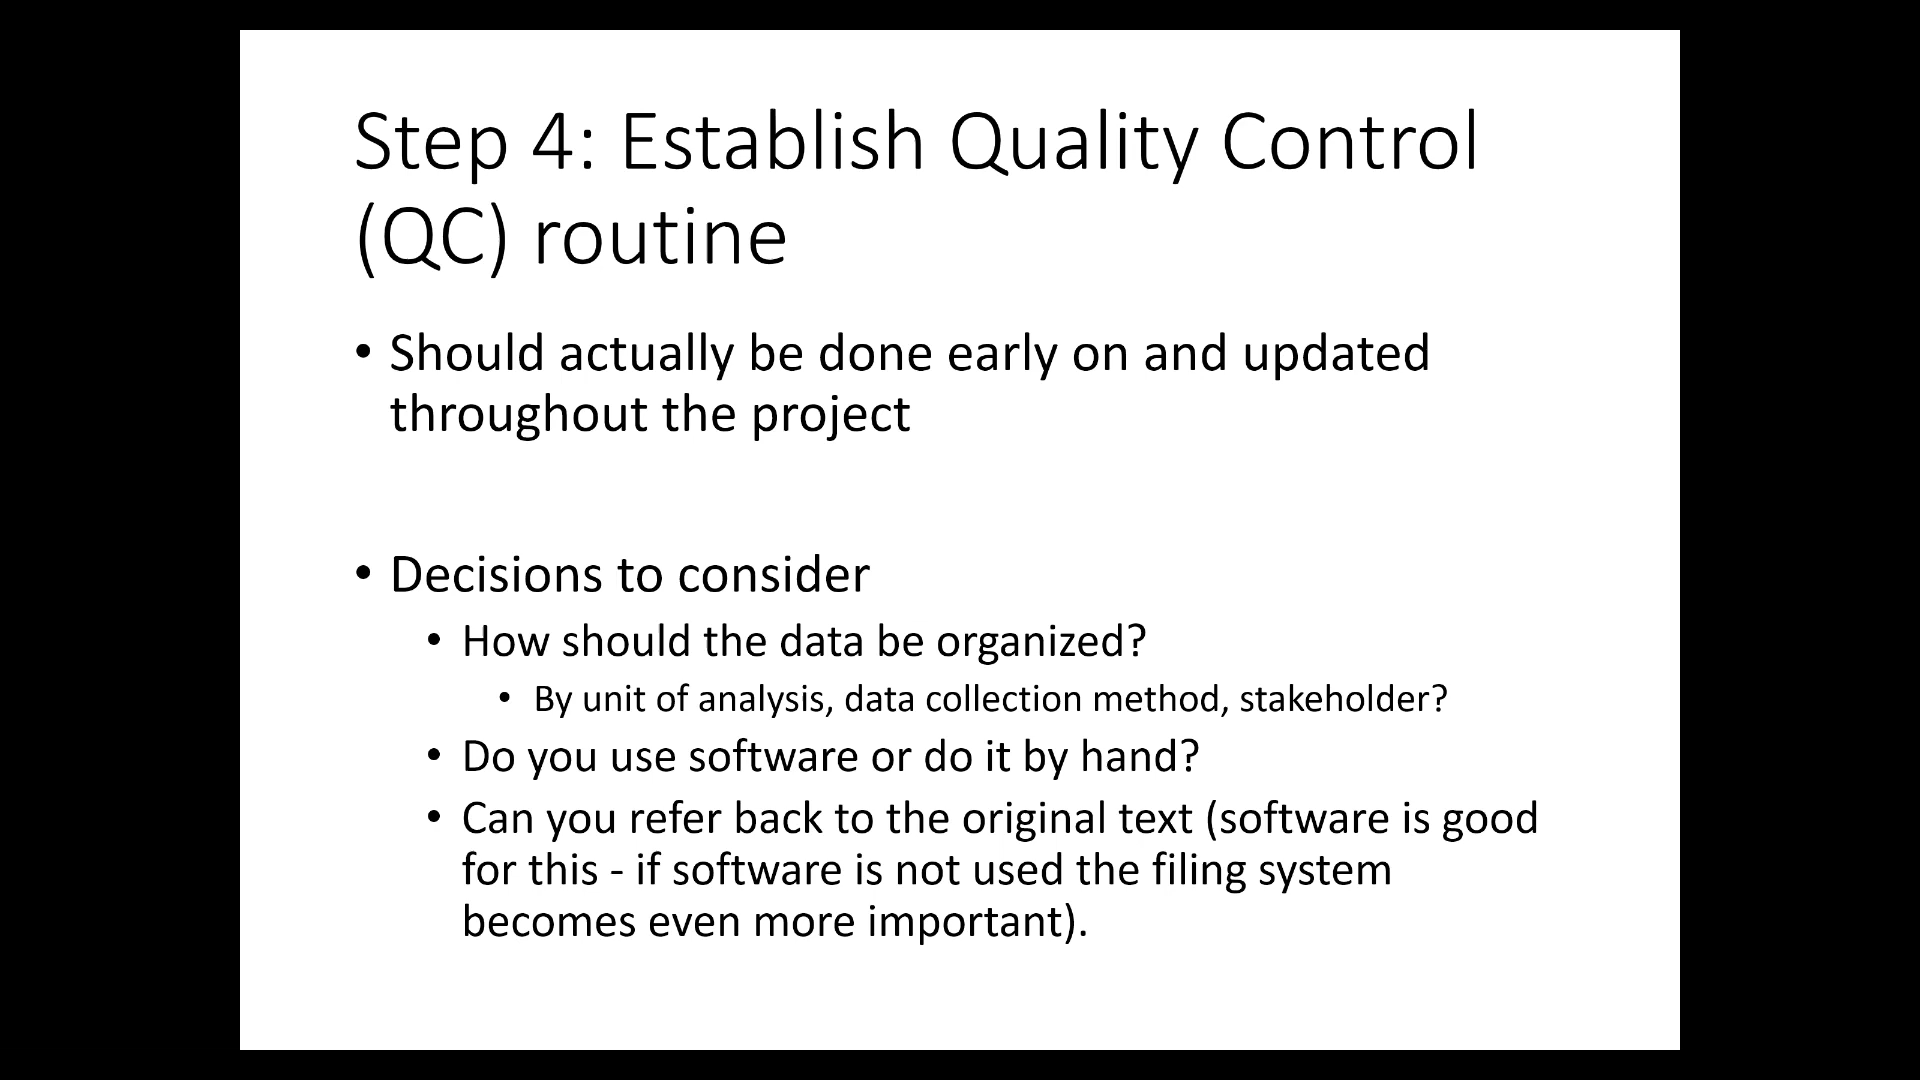 Step 4: Establish Quality Control
(QC) routine
• Should actually be done early on and updated
throughout the project
• Decisions to consider
• How should the data be organized?
• By unit of analysis, data collection method, stakeholder?
• Do you use software or do it by hand?
• Can you refer back to the original text (software is good
for this - if software is not used the filing system
becomes even more important).